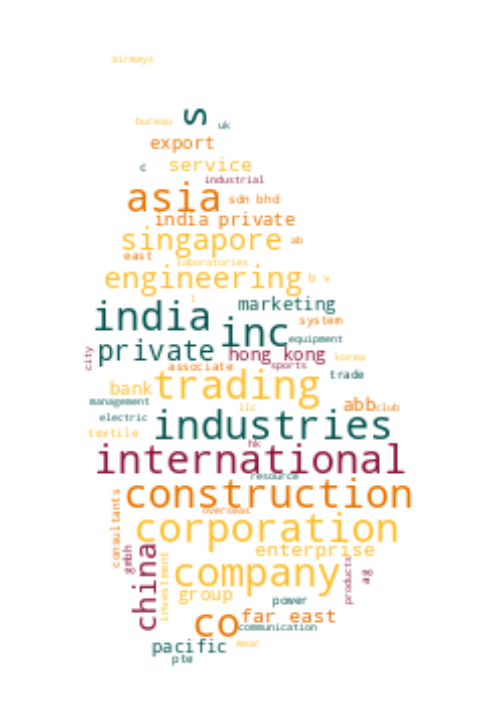 airways
s
bureau
uk
export
c
service
industrial
asia
sdn bhd
india private
singapore
ab
east
laboratories
engineering
b v
l
marketing
india
inc
system
equipment
private
hong kong
city
korea
associate
sports
trade
bank
trading
management
llc
abb
club
electric
industries
textile
hk
international
resource
construction
consultants
overseas
corporation
enterprise
gmbh
china
investment
company
products
ag
group
power
co
far east
communication
pacific
wear
pte